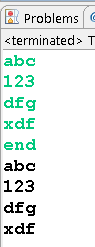 Problems
<terminated> T
abc
123
dfg
xdf
end
abc
123
dfg
xdf